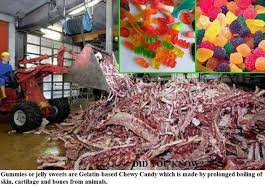 DID YOU KNOW?
Gummies or jelly sweets are Gelatin-based Chewy Candy which is made by prolonged boiling of
skin, cartilage and bones from animals.